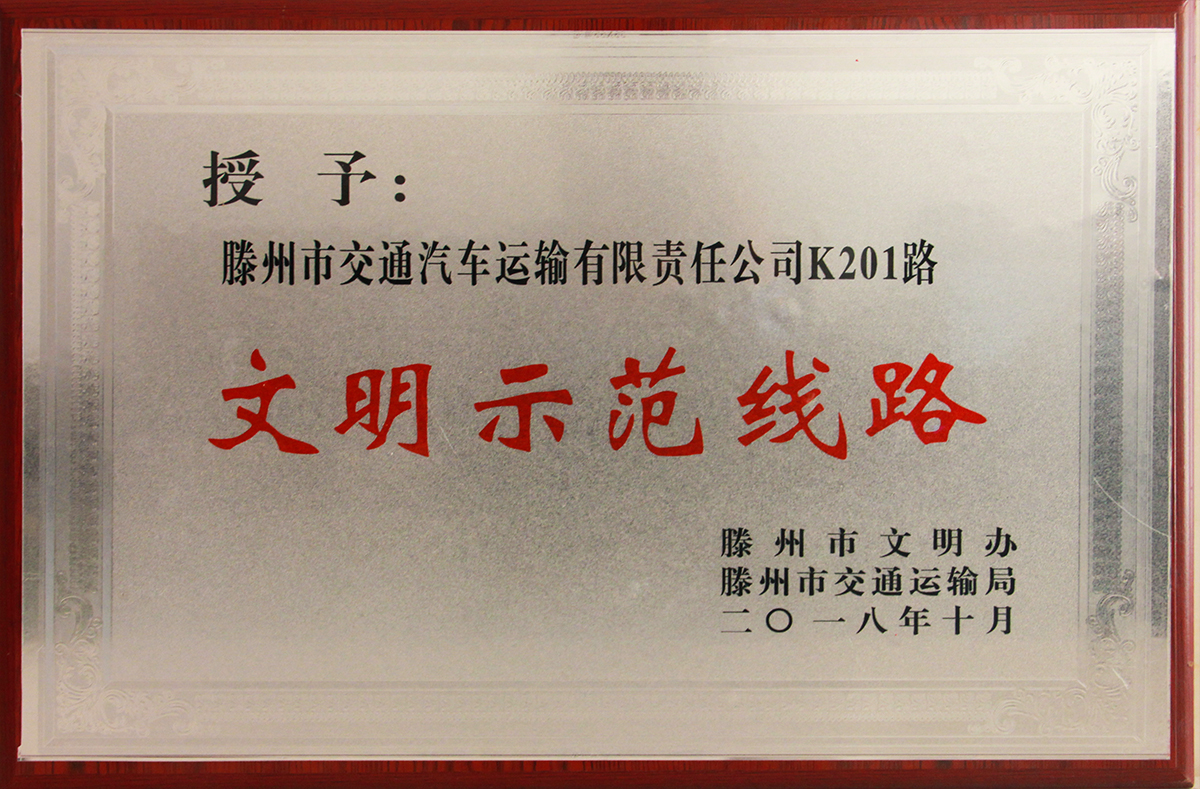 授 予：
滕州市交通汽车运输有限责任公司K201路
文明示范线路
滕州市文明办
滕州市交通运输局
二〇一八年十月